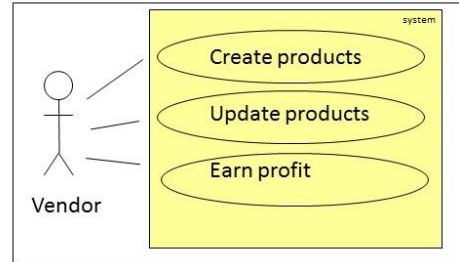 system
Create products
Update products
Earn profit
Vendor